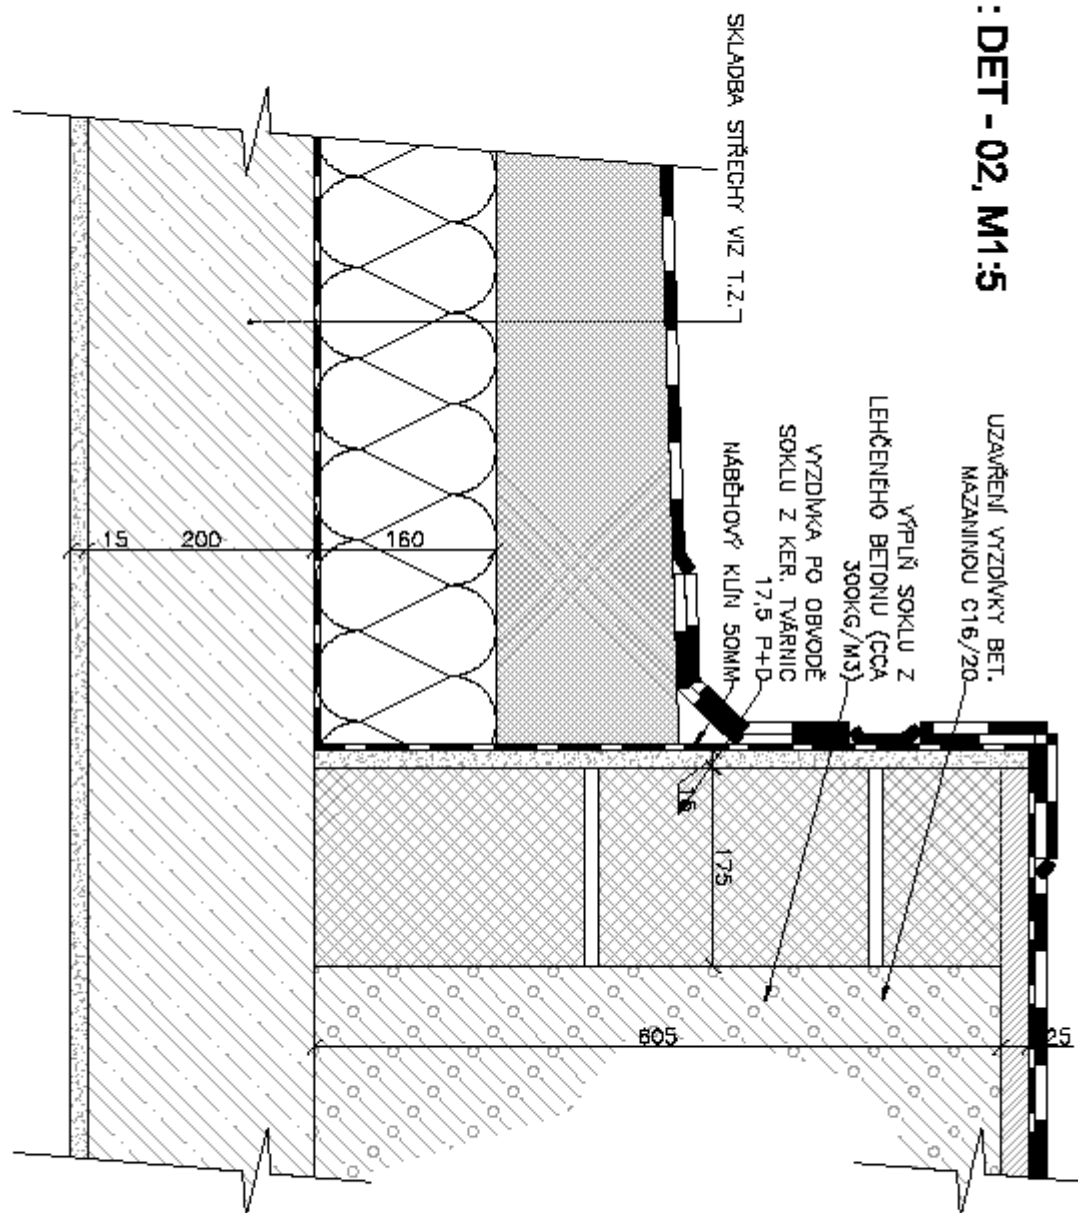 : DET - 02, M1:5
UZAVŘENÍ VYZDÍVKY BET.
MAZANINOU C16/20
VÝPLŇ SOKLU Z
LEHČENÉHO BETONU (CCA
300KG/M3)
VYZDÍVKA PO OBVODĚ
SOKLU Z KER. TVÁRNIC
17,5 P+D
NÁBĚHOVÝ KLÍN 50MM
SKLADBA STŘECHY VIZ T.Z.
15
200
160
15
175
605
25